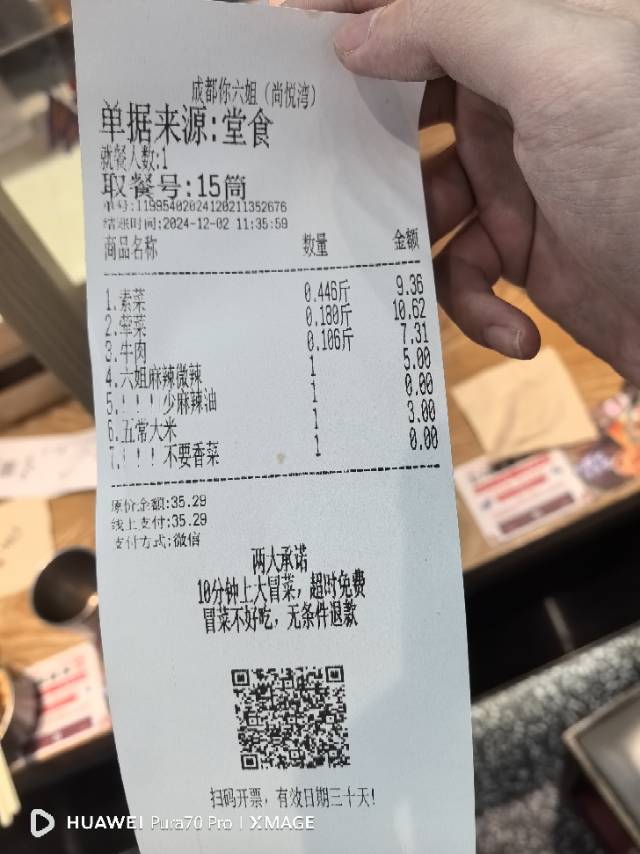 成都你六姐（尚悦湾）
单据来源:堂食
就餐人数:1
取餐号:15筒
单号:11995402024120211352676
结账时间:2024-12-02 11:35:59
商品名称 数量 金额
1.素菜 0.446斤 9.36
2.荤菜 0.180斤 10.62
3.牛肉 0.106斤 7.31
4.六姐麻辣微辣 1 5.00
5.！！！少麻辣油 1 0.00
6.五常大米 1 3.00
7.！！！不要香菜 1 0.00
原价金额:35.29
线上支付:35.29
支付方式:微信
两大承诺
10分钟上大冒菜，超时免费
冒菜不好吃，无条件退款
扫码开票，有效日期三十天!
HUAWEI Pura70 Pro | XMAGE